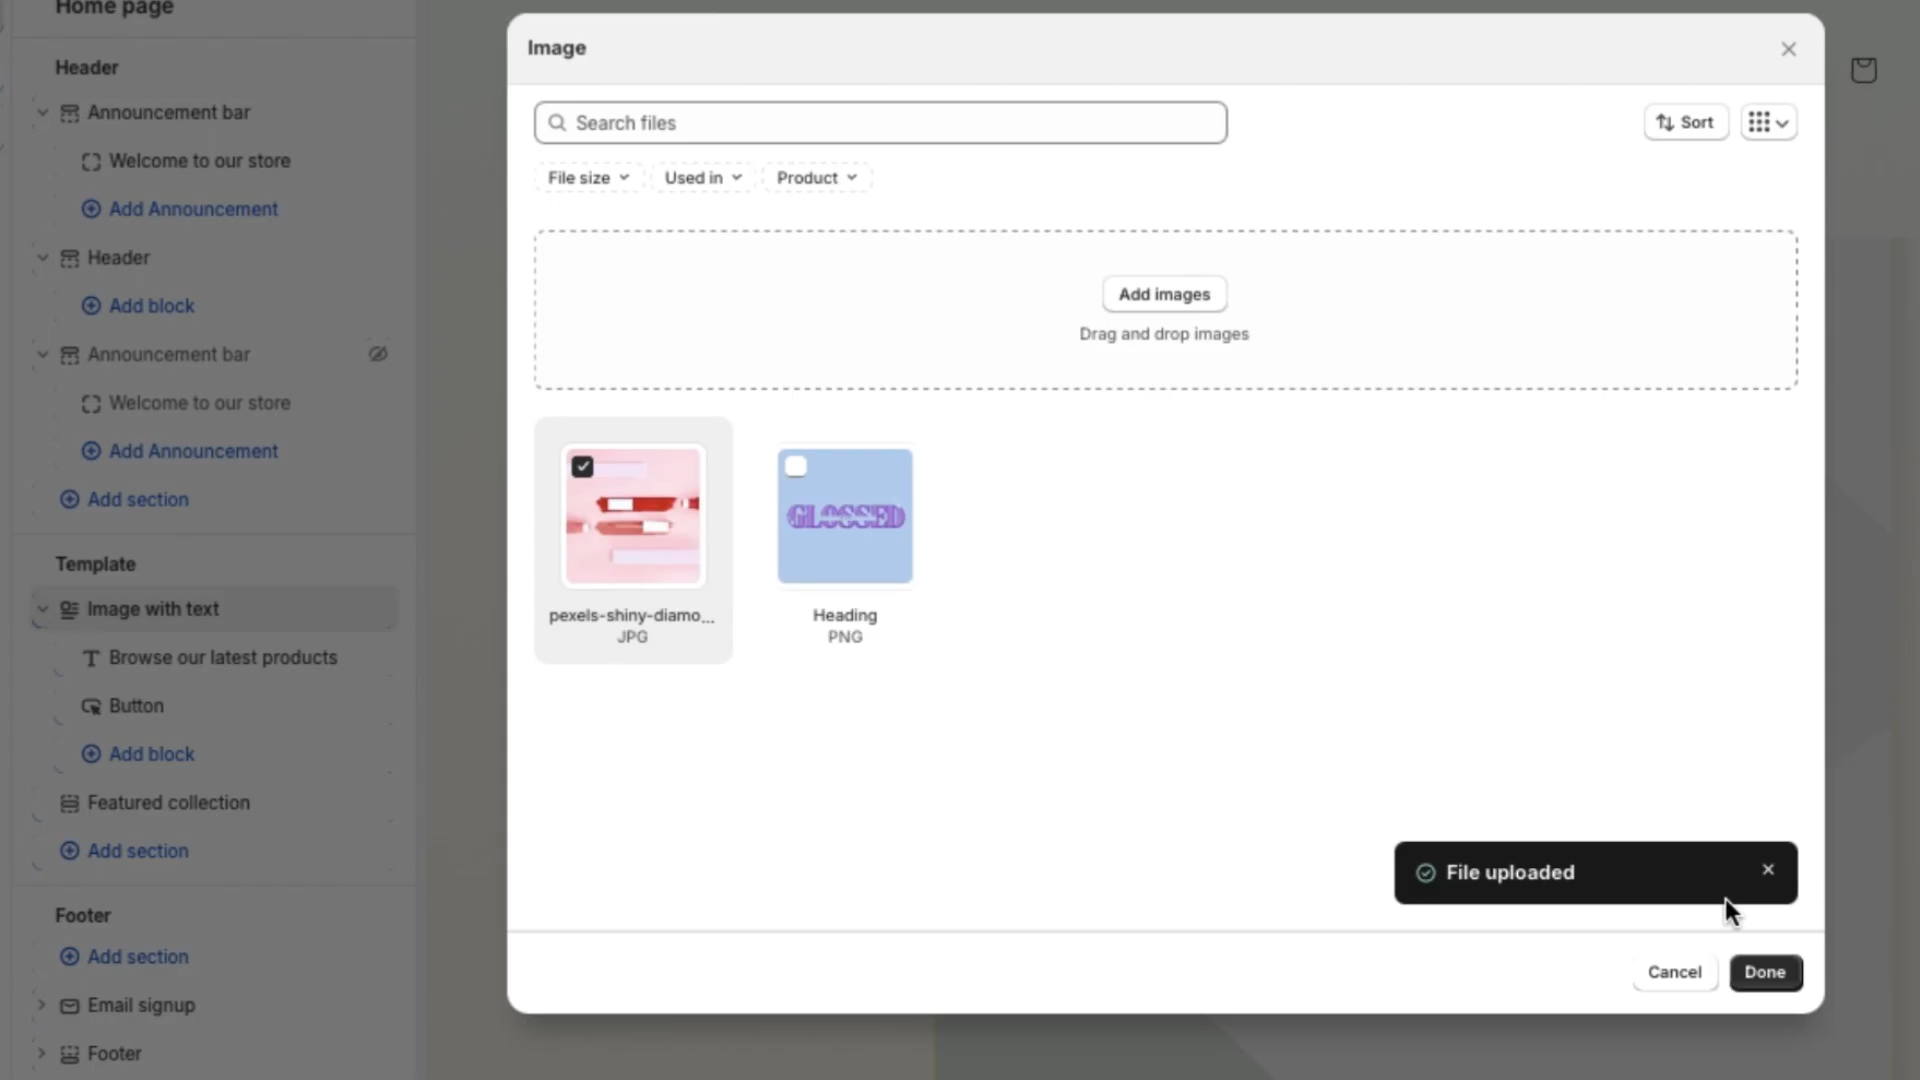 Home page
Header
Announcement bar
Welcome to our store
Add Announcement
Header
Add block
Announcement bar
Welcome to our store
Add Announcement
Add section
Template
Image with text
Browse our latest products
Button
Add block
Featured collection
Add section
Footer
Add section
Email signup
Footer
Image
Search files
Sort
File size
Used in
Product
Add images
Drag and drop images
GLOSSED
pexels-shiny-diamo...
JPG
Heading
PNG
File uploaded
Cancel
Done